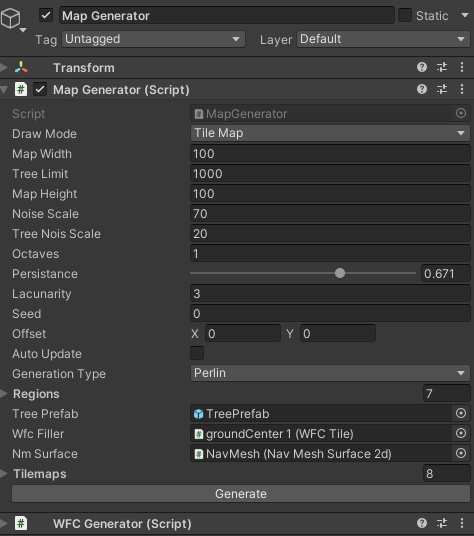 Map Generator Static
Tag Untagged Layer Default
Transform
Map Generator (Script)
Script MapGenerator
Draw Mode Tile Map
Map Width 100
Tree Limit 1000
Map Height 100
Noise Scale 70
Tree Nois Scale 20
Octaves 1
Persistance 0.671
Lacunarity 3
Seed 0
Offset X 0 Y 0
Auto Update
Generation Type Perlin
Regions 7
Tree Prefab TreePrefab
Wfc Filler groundCenter 1 (WFC Tile)
Nm Surface NavMesh (Nav Mesh Surface 2d)
Tilemaps 8
Generate
WFC Generator (Script)